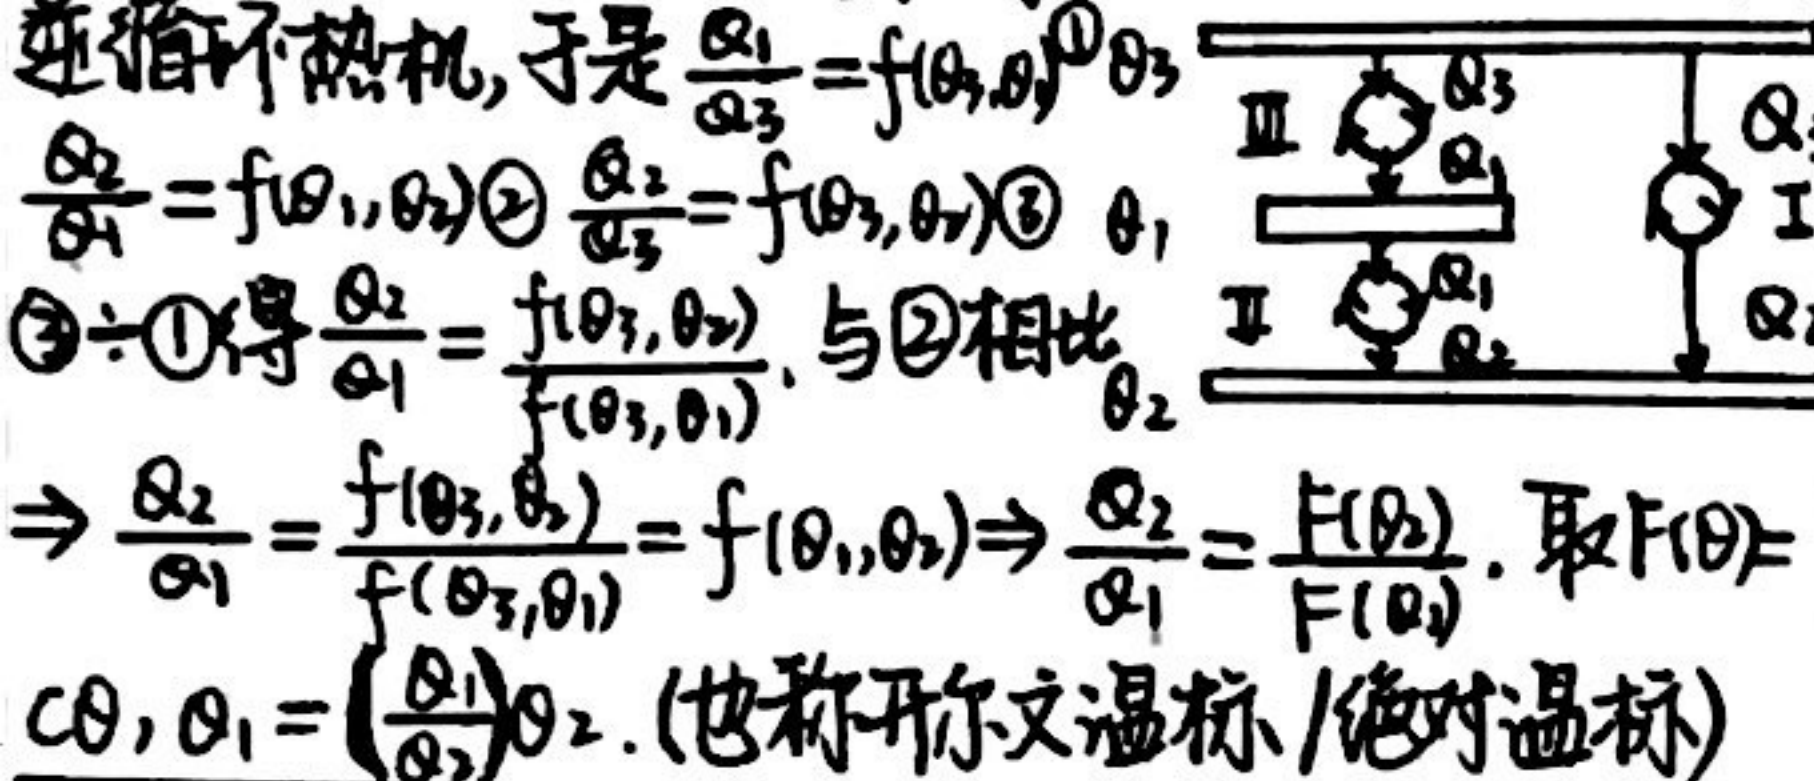 逆循环热机,于是 Q₁/Q₃=f(θ₃,θ₁)①
Q₂/Q₁=f(θ₁,θ₂)② Q₂/Q₃=f(θ₃,θ₂)③
③÷①得 Q₂/Q₁=f(θ₃,θ₂)/f(θ₃,θ₁).与②相比
⇒ Q₂/Q₁=f(θ₃,θ₂)/f(θ₃,θ₁)=f(θ₁,θ₂)⇒ Q₂/Q₁=F(θ₂)/F(θ₁).取F(θ)=
cθ,θ₁=(Q₁/Q₂)θ₂.(也称开尔文温标/绝对温标)
θ₃
Ⅲ Q₃
Q₁
θ₁
Ⅱ Q₁
Q₂
θ₂
Q₃
Ⅰ
Q₂